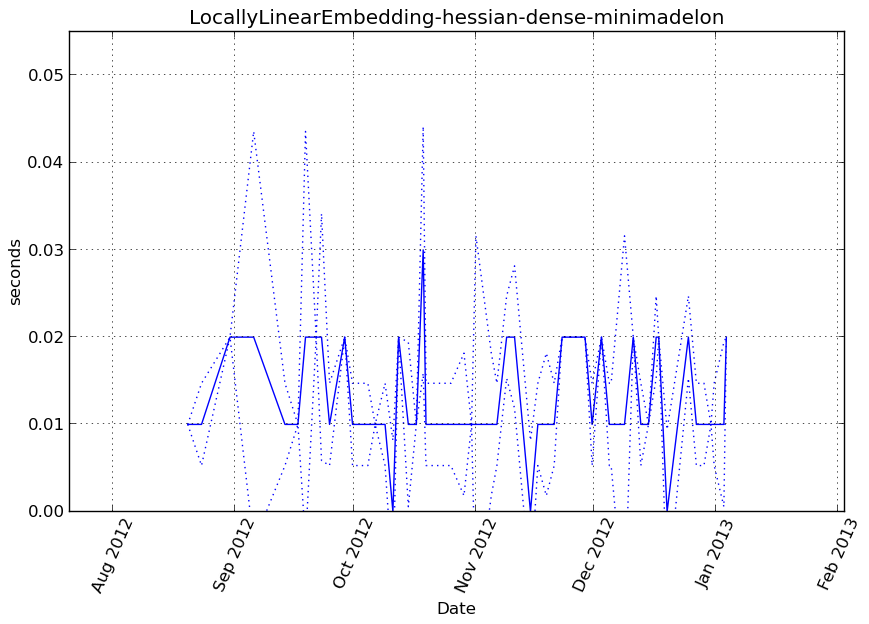 LocallyLinearEmbedding-hessian-dense-minimadelon
0.05
0.04
0.03
0.02
0.01
0.00
seconds
Aug 2012
Sep 2012
Oct 2012
Nov 2012
Dec 2012
Jan 2013
Feb 2013
Date